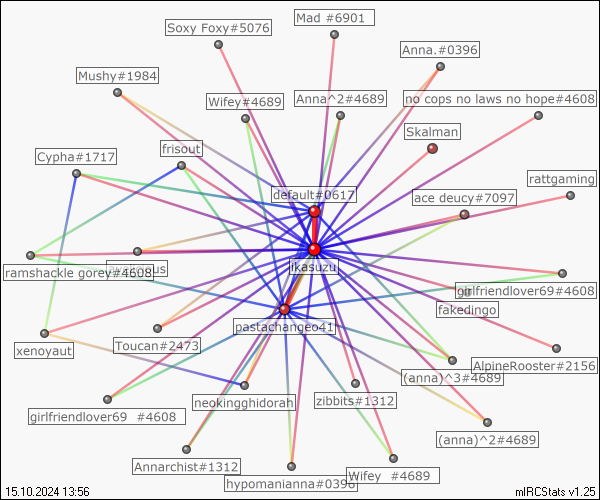 Mad #6901
Soxy Foxy#5076
Anna.#0396
Mushy#1984
Wifey#4689
Anna^2#4689
no cops no laws no hope#4608
Skalman
frisout
Cypha#1717
rattgaming
default#0617
ace deucy#7097
ramshackle gorey#4608
ikasuzu
girlfriendlover69#4608
fakedingo
pastachangeo41
xenoyaut
Toucan#2473
AlpineRooster#2156
(anna)^3#4689
neokingghidorah
zibbits#1312
girlfriendlover69 #4608
(anna)^2#4689
Annarchist#1312
hypomanianna#0396
Wifey #4689
15.10.2024 13:56
mIRCStats v1.25